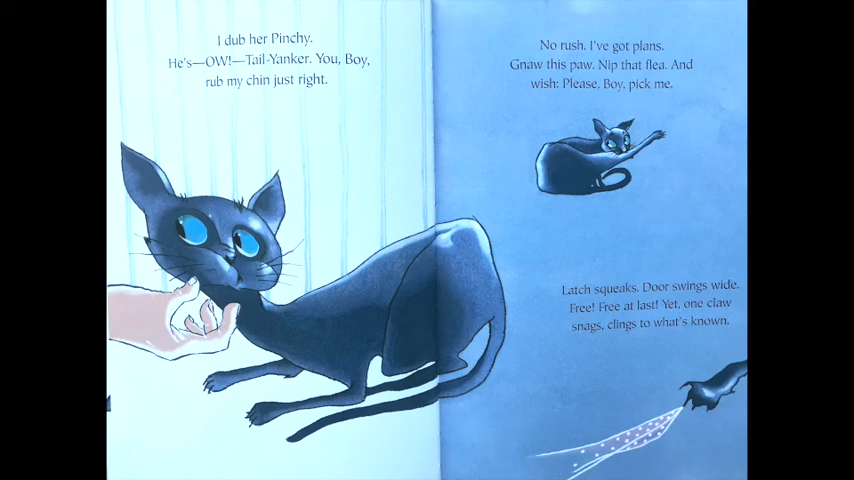 I dub her Pinchy.
He's—OW!—Tail-Yanker. You, Boy,
rub my chin just right.
No rush. I've got plans.
Gnaw this paw. Nip that flea. And
wish: Please, Boy, pick me.
Latch squeaks. Door swings wide.
Free! Free at last! Yet, one claw
snags, clings to what's known.